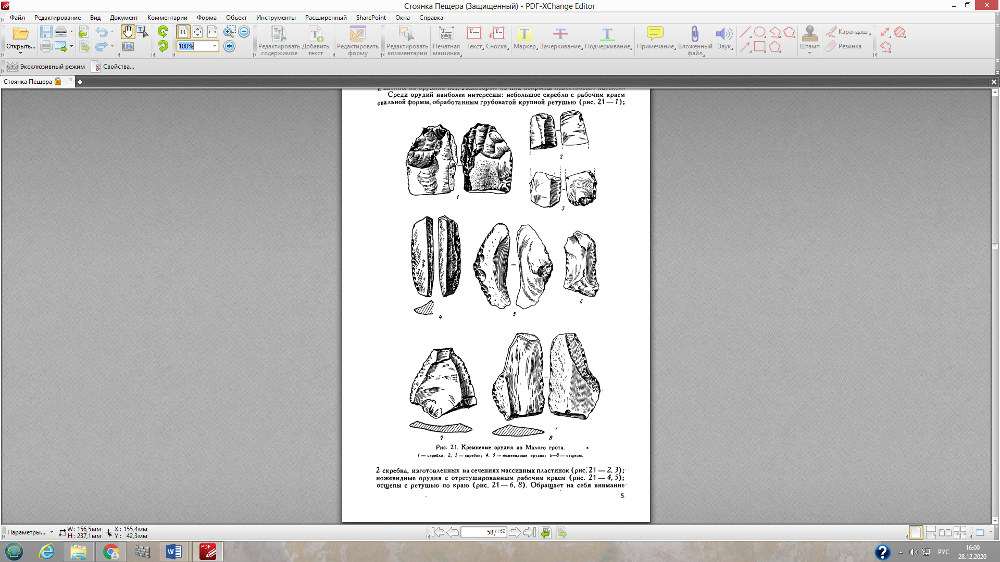 Стоянка Пещера (Защищенный) - PDF-XChange Editor
Файл Редактирование Вид Документ Комментарии Форма Объект Инструменты Расширенный SharePoint Окна Справка
Открыть...
1:1
100%
Редактировать содержимое
Добавить текст
Редактировать форму
Редактировать комментарии
Печатная машинка
Текст
Сноска
Маркер
Зачеркивание
Подчеркивание
Примечание
Вложенный файл
Звук
Штамп
Карандаш
Резинка
Эксклюзивный режим Свойства...
Стоянка Пещера
Среди орудий наиболее интересны: небольшое скребло с рабочим краем
овальной формы, обработанным грубоватой крупной ретушью (рис. 21 — 1);
1
2
3
4
5
6
7
8
Рис. 21. Кремневые орудия из Малого грота.
1 — скребло; 2, 3 — скребки; 4, 5 — ножевидные орудия; 6—8 — отщепы.
2 скребка, изготовленных на сечениях массивных пластинок (рис. 21 — 2, 3);
ножевидные орудия с отретушированным рабочим краем (рис. 21 — 4, 5);
отщепы с ретушью по краю (рис. 21 — 6, 8). Обращает на себя внимание
5
Параметры...
W: 156,5мм
H: 237,1мм
X: 155,4мм
Y: 42,3мм
58 / 162
PDF
РУС
16:09
28.12.2020